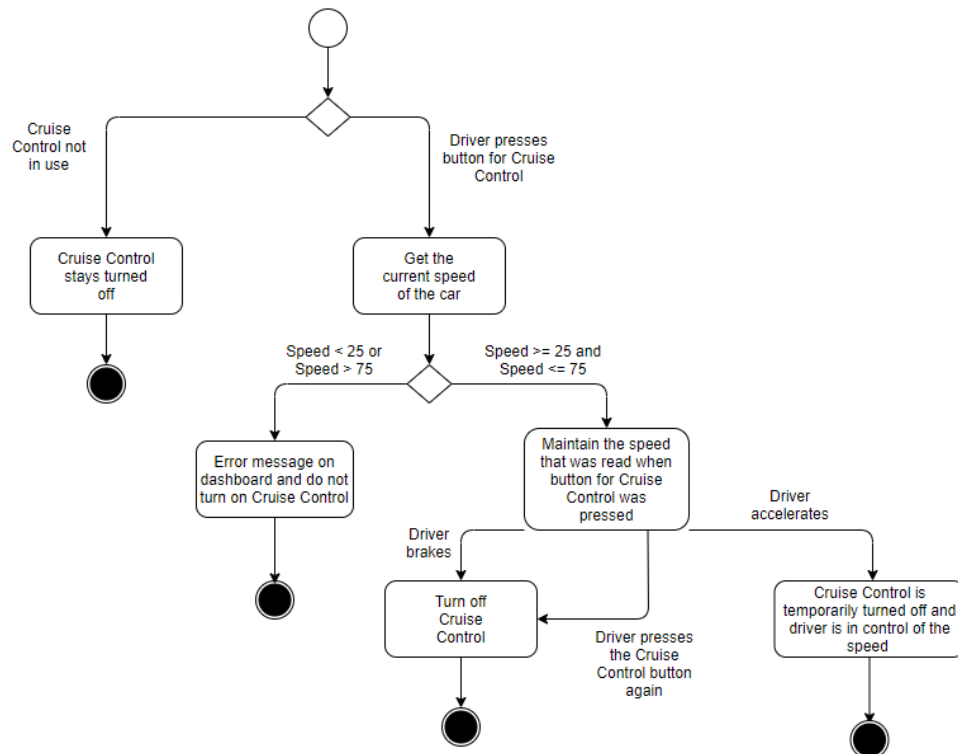 Cruise
Control not
in use
Driver presses
button for Cruise
Control
Cruise Control
stays turned
off
Get the
current speed
of the car
Speed < 25 or
Speed > 75
Speed >= 25 and
Speed <= 75
Error message on
dashboard and do not
turn on Cruise Control
Maintain the speed
that was read when
button for Cruise
Control was
pressed
Driver
brakes
Driver
accelerates
Turn off
Cruise
Control
Driver presses
the Cruise
Control button
again
Cruise Control is
temporarily turned off and
driver is in control of the
speed